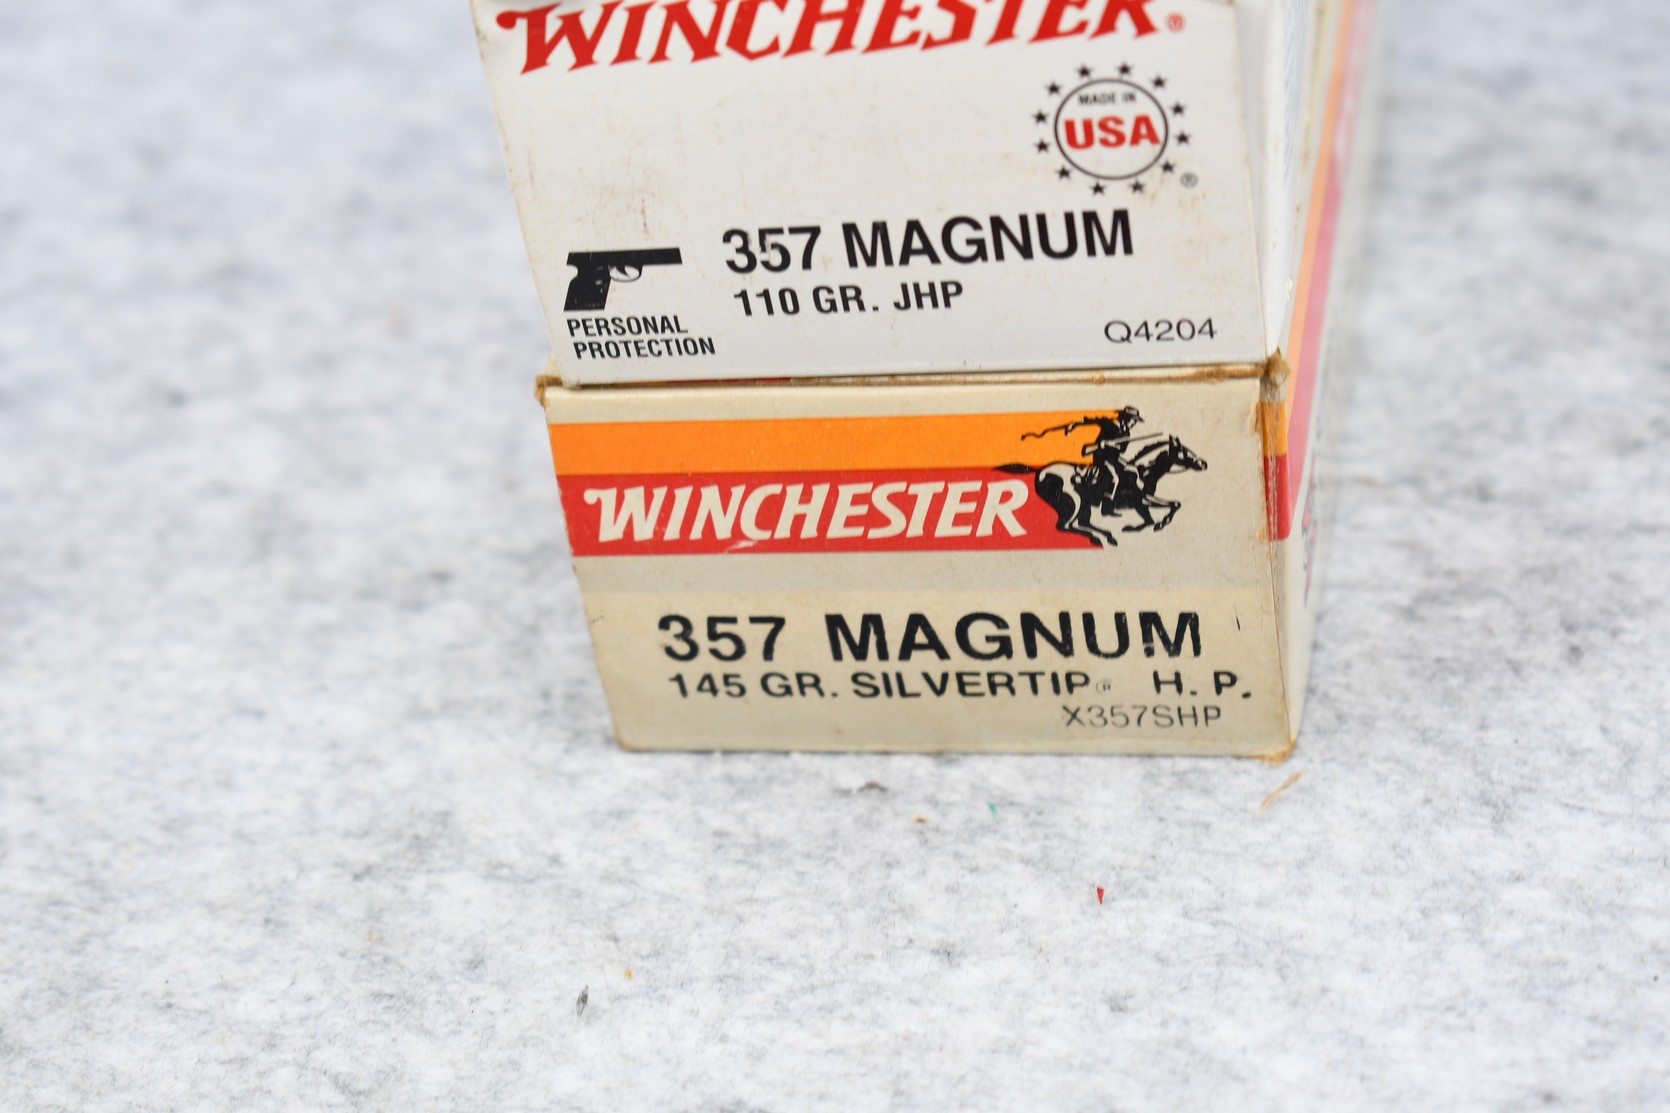 WINCHESTER®
MADE IN
USA
®
357 MAGNUM
110 GR. JHP
PERSONAL
PROTECTION
Q4204
WINCHESTER
357 MAGNUM
145 GR. SILVERTIP® H.P.
X357SHP